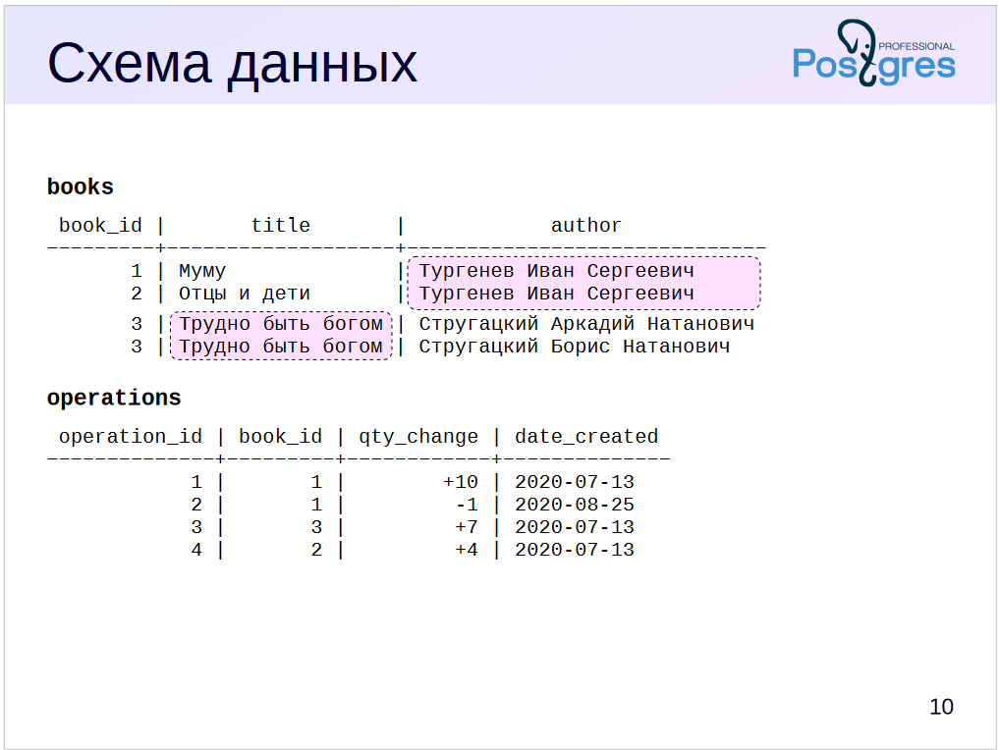 Схема данных
PROFESSIONAL
Postgres
books
book_id | title | author
---------+-------------------+------------------------------
1 | Муму | Тургенев Иван Сергеевич
2 | Отцы и дети | Тургенев Иван Сергеевич
3 | Трудно быть богом | Стругацкий Аркадий Натанович
3 | Трудно быть богом | Стругацкий Борис Натанович
operations
operation_id | book_id | qty_change | date_created
--------------+---------+------------+--------------
1 | 1 | +10 | 2020-07-13
2 | 1 | -1 | 2020-08-25
3 | 3 | +7 | 2020-07-13
4 | 2 | +4 | 2020-07-13
10